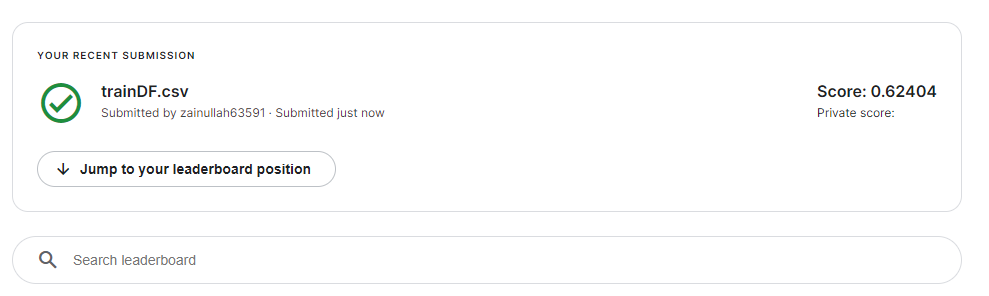 YOUR RECENT SUBMISSION
trainDF.csv
Score: 0.62404
Submitted by zainullah63591 · Submitted just now
Private score:
Jump to your leaderboard position
Search leaderboard